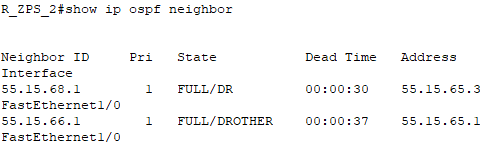 R_ZPS_2#show ip ospf neighbor
Neighbor ID Pri State Dead Time Address
Interface
55.15.68.1 1 FULL/DR 00:00:30 55.15.65.3
FastEthernet1/0
55.15.66.1 1 FULL/DROTHER 00:00:37 55.15.65.1
FastEthernet1/0